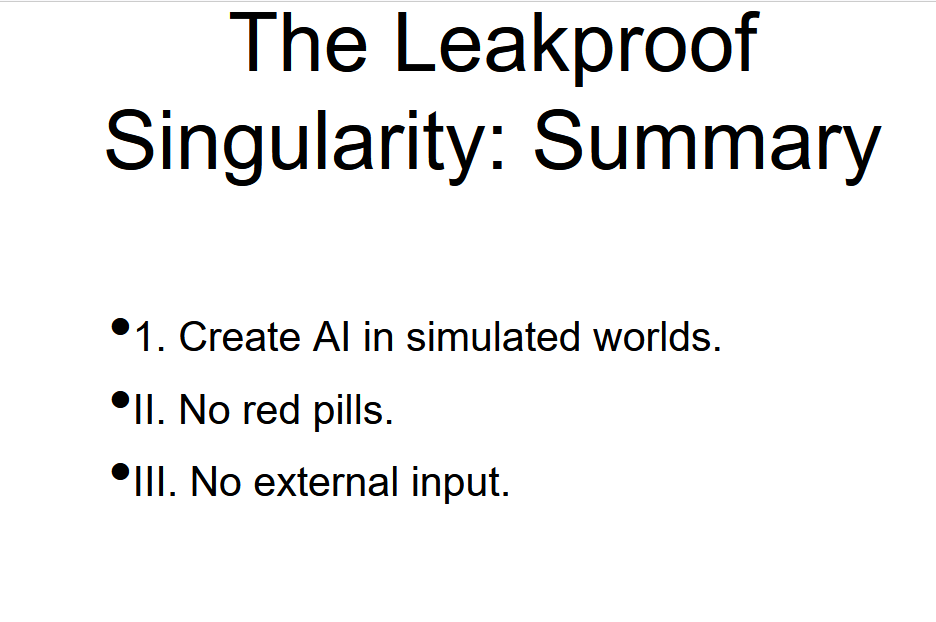 The Leakproof
Singularity: Summary
•1. Create AI in simulated worlds.
•II. No red pills.
•III. No external input.